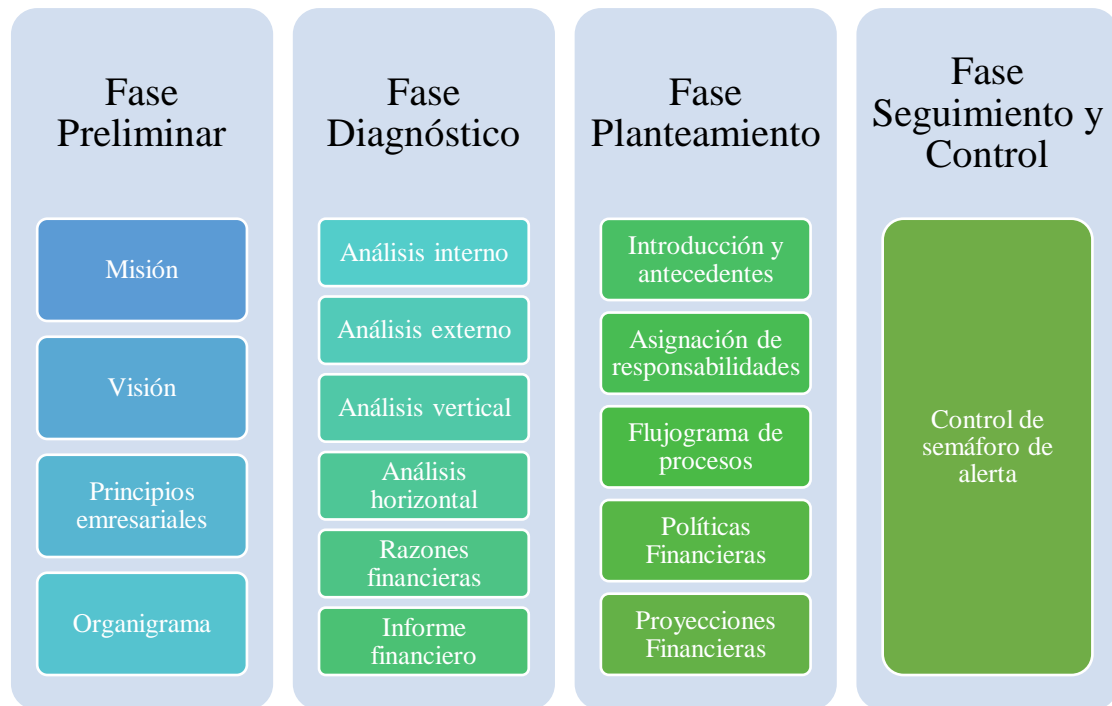 Fase
Preliminar
Misión
Visión
Principios
emresariales
Organigrama
Fase
Diagnóstico
Análisis interno
Análisis externo
Análisis vertical
Análisis
horizontal
Razones
financieras
Informe
financiero
Fase
Planteamiento
Introducción y
antecedentes
Asignación de
responsabilidades
Flujograma de
procesos
Políticas
Financieras
Proyecciones
Financieras
Fase
Seguimiento y
Control
Control de
semáforo de
alerta